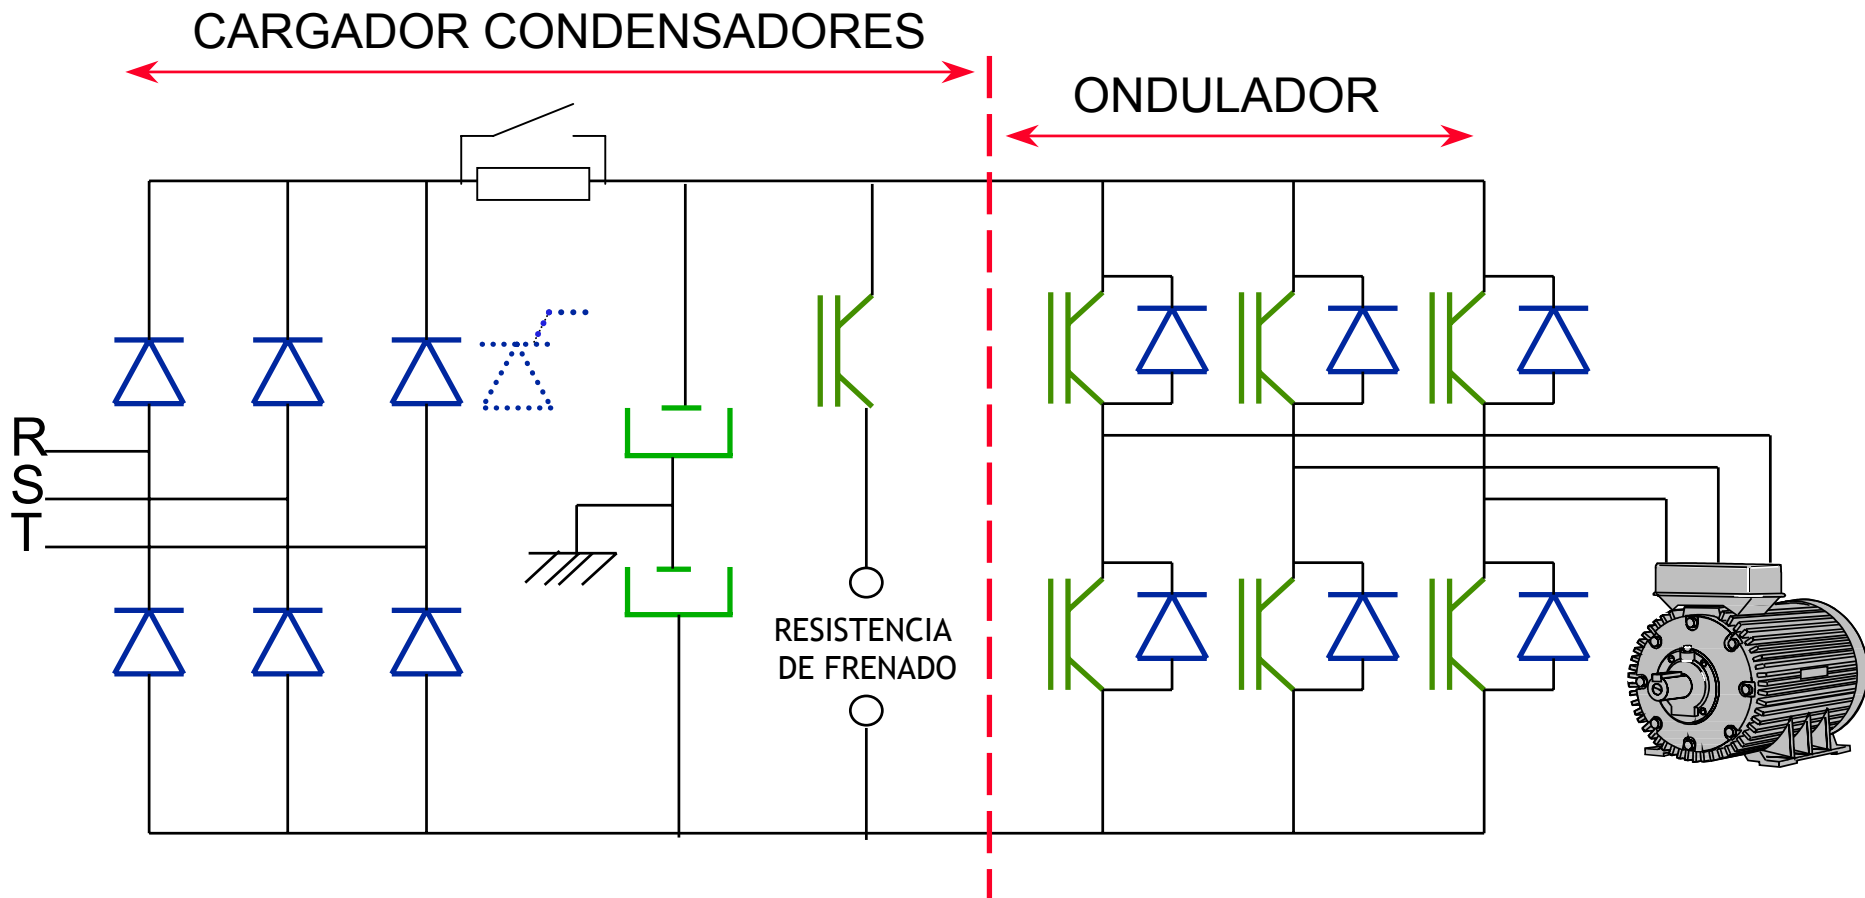 CARGADOR CONDENSADORES
ONDULADOR
R
S
T
RESISTENCIA
DE FRENADO